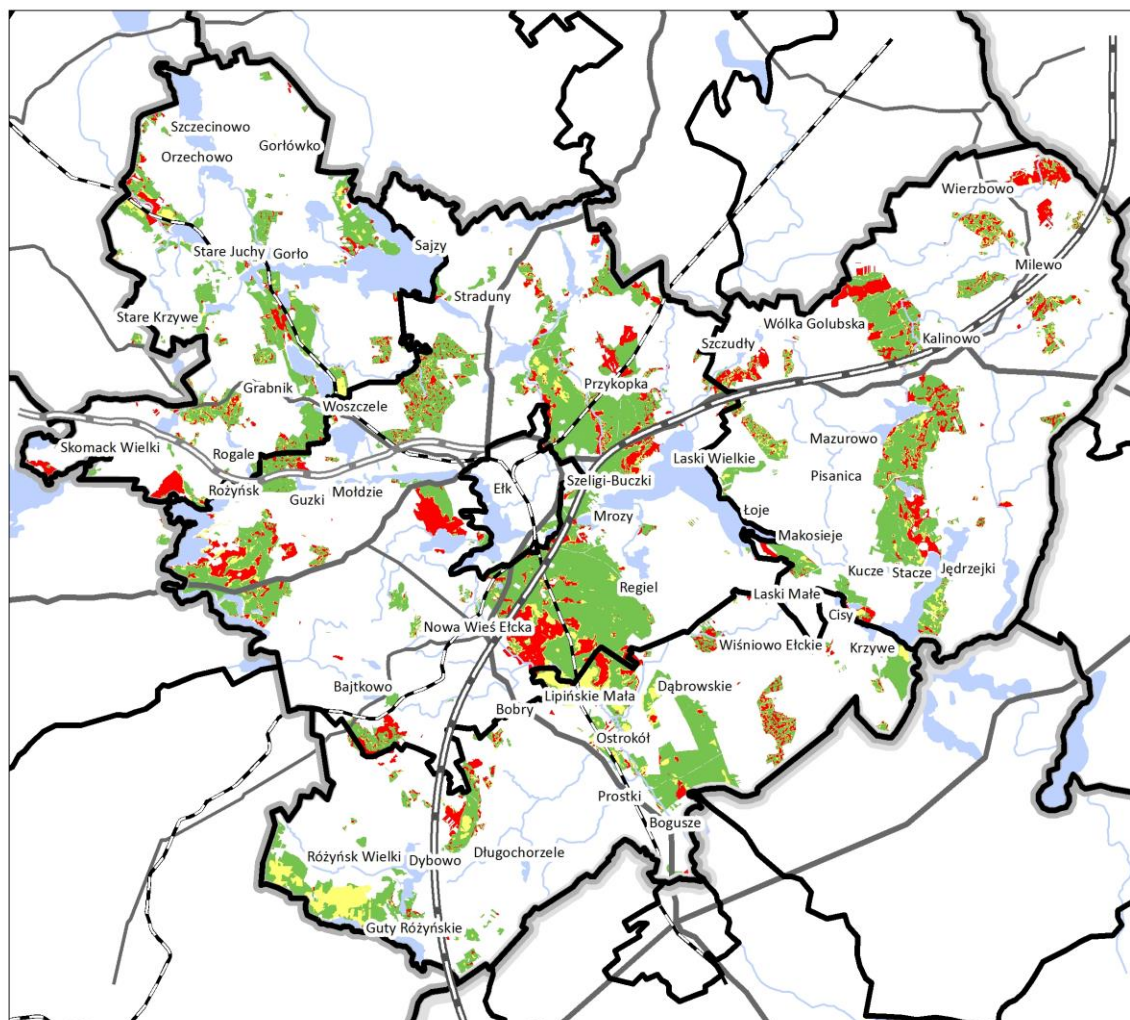 Szczecinowo
Orzechowo
Gorłówko
Wierzbowo
Sajzy
Stare Juchy
Gorło
Milewo
Straduny
Stare Krzywe
Wólka Golubska
Kalinowo
Szczudły
Przykopka
Grabnik
Woszczele
Mazurowo
Skomack Wielki
Rogale
Laski Wielkie
Pisanica
Rożyńsk
Guzki
Mołdzie
Ełk
Szeligi-Buczki
Mrozy
Łoje
Makosieje
Kucze
Stacze
Jędrzejki
Regiel
Laski Małe
Cisy
Nowa Wieś Ełcka
Wiśniowo Ełckie
Krzywe
Bajtkowo
Lipińskie Mała
Dąbrowskie
Bobry
Ostrokół
Prostki
Bogusze
Różyńsk Wielki
Dybowo
Długochorzele
Guty Różyńskie